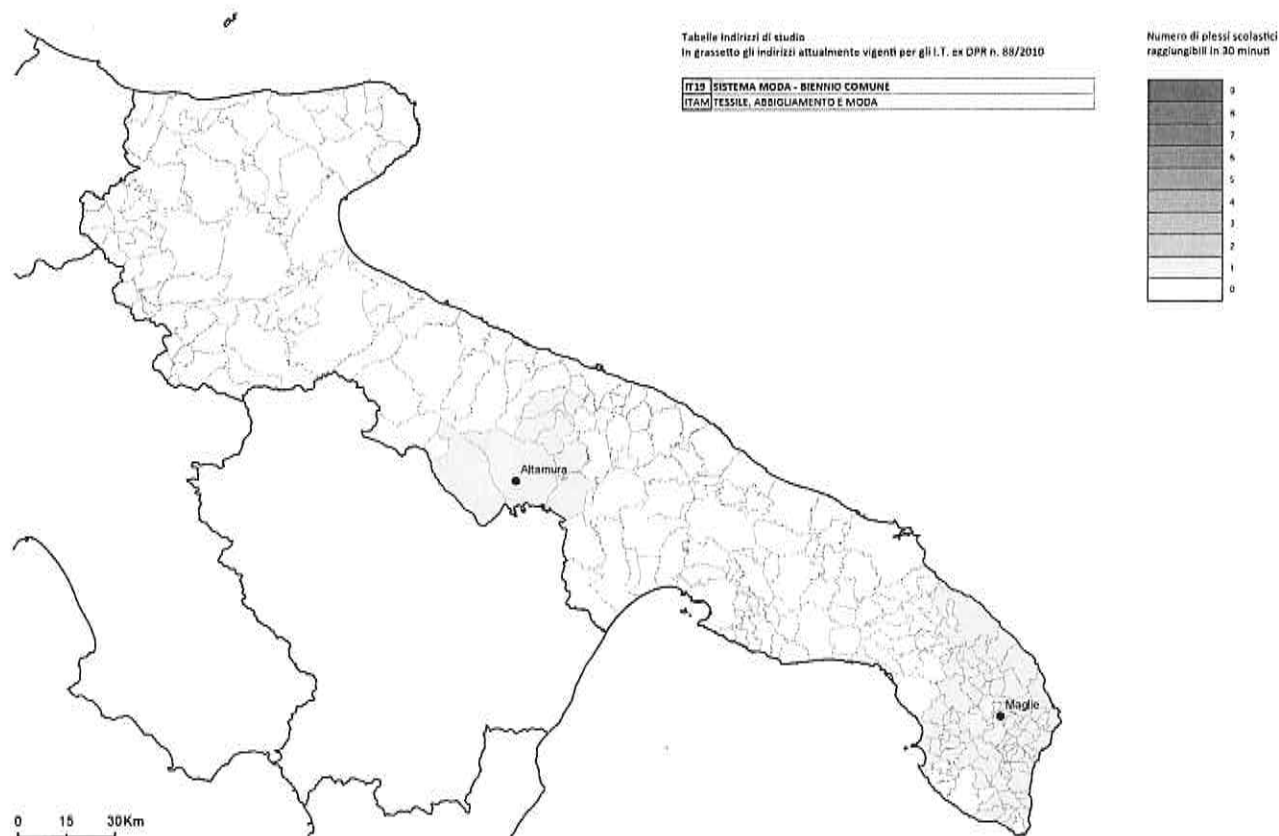 Tabelle indirizzi di studio
In grassetto gli indirizzi attualmente vigenti per gli I.T. ex DPR n. 88/2010
IT19 SISTEMA MODA - BIENNIO COMUNE
ITAM TESSILE, ABBIGLIAMENTO E MODA
Numero di plessi scolastici
raggiungibili in 30 minuti
9
8
7
6
5
4
3
2
1
0
Altamura
Maglie
0 15 30Km